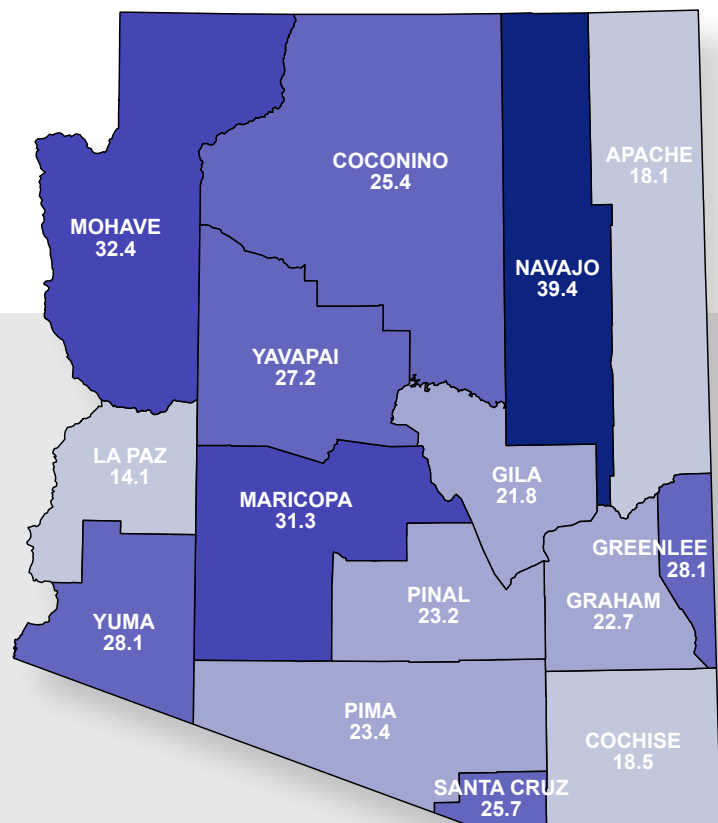 COCONINO
25.4
APACHE
18.1
MOHAVE
32.4
NAVAJO
39.4
YAVAPAI
27.2
LA PAZ
14.1
MARICOPA
31.3
GILA
21.8
GREENLEE
28.1
PINAL
23.2
GRAHAM
22.7
YUMA
28.1
PIMA
23.4
COCHISE
18.5
SANTA CRUZ
25.7